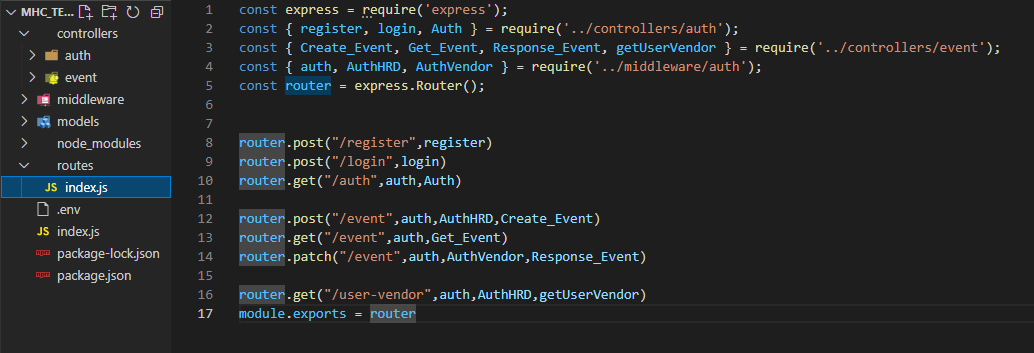 MHC_TE...
controllers
auth
event
middleware
models
node_modules
routes
JS index.js
.env
JS index.js
package-lock.json
package.json
1 const express = require('express');
2 const { register, login, Auth } = require('../controllers/auth');
3 const { Create_Event, Get_Event, Response_Event, getUserVendor } = require('../controllers/event');
4 const { auth, AuthHRD, AuthVendor } = require('../middleware/auth');
5 const router = express.Router();
6
7
8 router.post("/register",register)
9 router.post("/login",login)
10 router.get("/auth",auth,Auth)
11
12 router.post("/event",auth,AuthHRD,Create_Event)
13 router.get("/event",auth,Get_Event)
14 router.patch("/event",auth,AuthVendor,Response_Event)
15
16 router.get("/user-vendor",auth,AuthHRD,getUserVendor)
17 module.exports = router